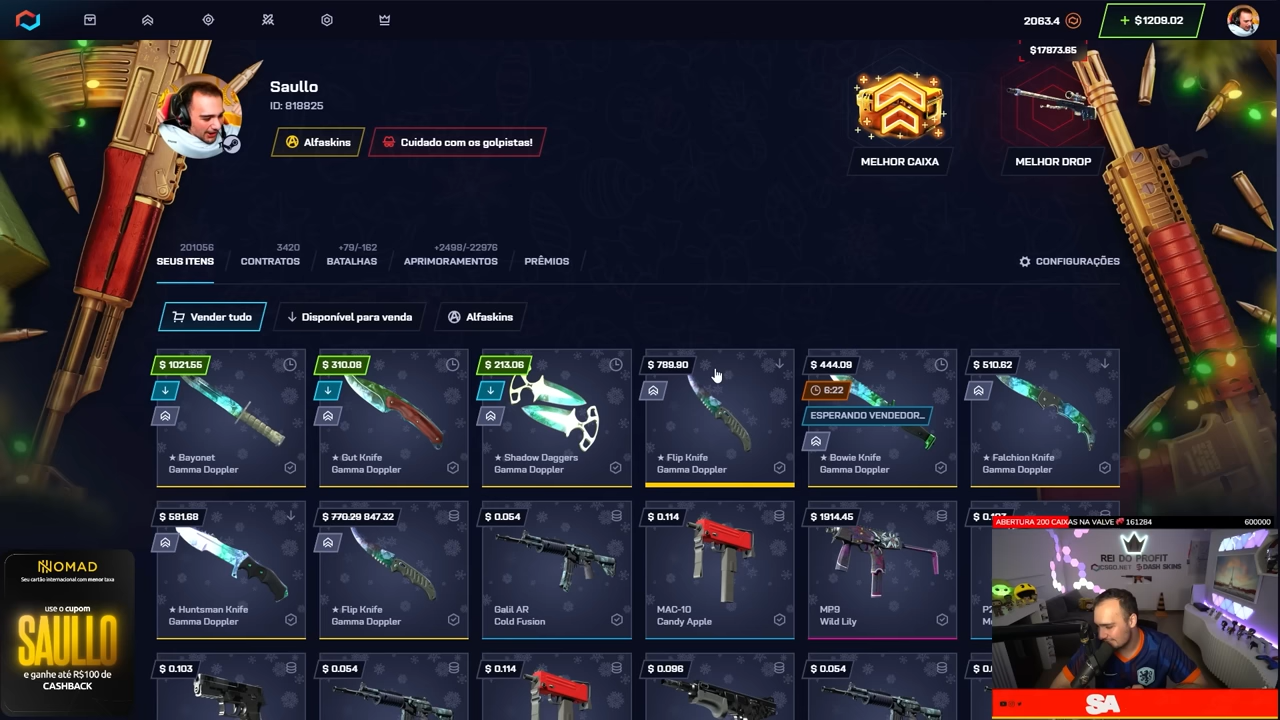 2063.4
+ $1209.02
$17873.65
Saullo
ID: 818825
Alfaskins
Cuidado com os golpistas!
MELHOR CAIXA
MELHOR DROP
201056
SEUS ITENS
3420
CONTRATOS
+79/-162
BATALHAS
+2498/-22976
APRIMORAMENTOS
PRÊMIOS
CONFIGURAÇÕES
Vender tudo
Disponível para venda
Alfaskins
$ 1021.55
★ Bayonet
Gamma Doppler
$ 310.09
★ Gut Knife
Gamma Doppler
$ 213.06
★ Shadow Daggers
Gamma Doppler
$ 789.90
★ Flip Knife
Gamma Doppler
$ 444.09
6:22
ESPERANDO VENDEDOR...
★ Bowie Knife
Gamma Doppler
$ 510.62
★ Falchion Knife
Gamma Doppler
$ 581.68
★ Huntsman Knife
Gamma Doppler
$ 770.29 847.32
★ Flip Knife
Gamma Doppler
$ 0.054
Galil AR
Cold Fusion
$ 0.114
MAC-10
Candy Apple
$ 1914.45
MP9
Wild Lily
$ 0.103
$ 0.054
$ 0.114
$ 0.096
$ 0.054
NOMAD
Seu cartão internacional com menor taxa
use o cupom
SAULLO
e ganhe até R$100 de
CASHBACK
ABERTURA 200 CAIXAS NA VALVE 161284
600000
REI DO PROFIT
CSGO.NET
DASH SKINS
SA